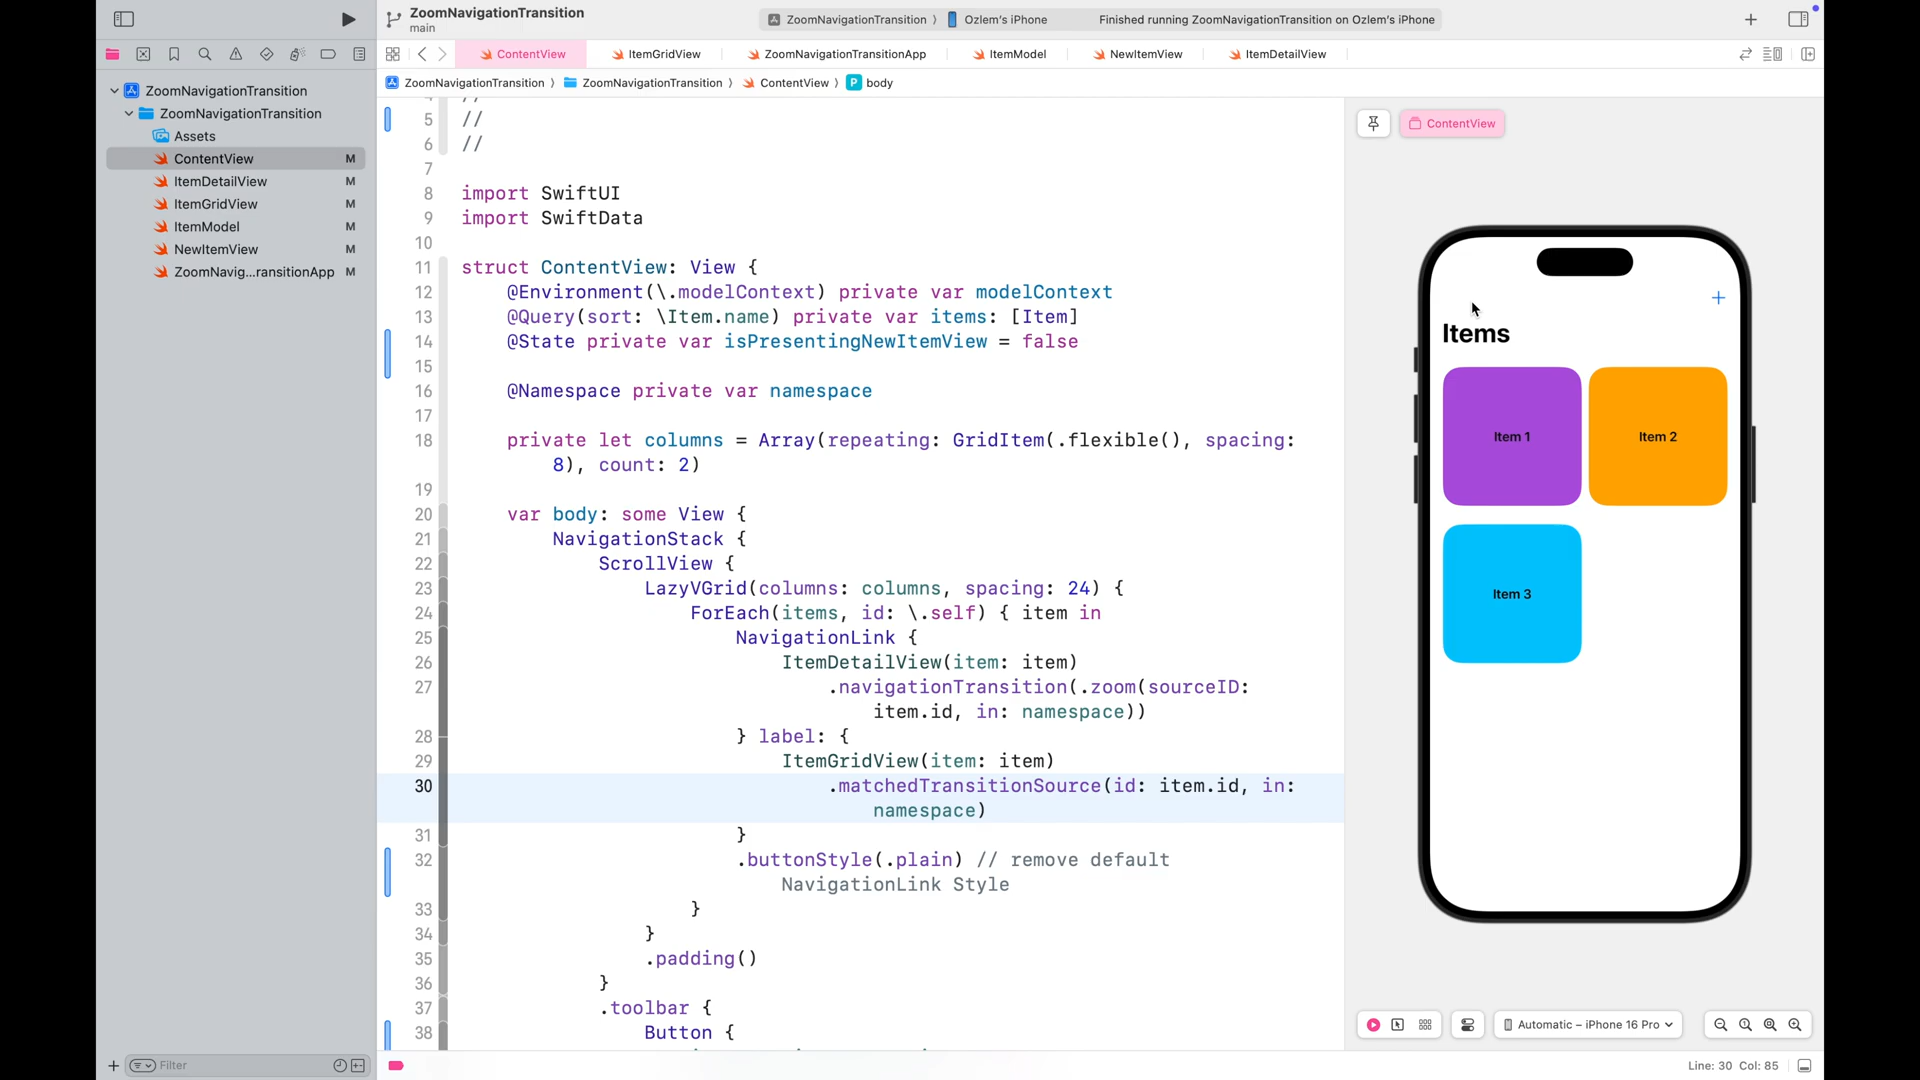 ZoomNavigationTransition
main
ZoomNavigationTransition 〉 Ozlem's iPhone
Finished running ZoomNavigationTransition on Ozlem's iPhone
ContentView
ItemGridView
ZoomNavigationTransitionApp
ItemModel
NewItemView
ItemDetailView
ZoomNavigationTransition 〉 ZoomNavigationTransition 〉 ContentView 〉 P body
ZoomNavigationTransition
ZoomNavigationTransition
Assets
ContentView M
ItemDetailView M
ItemGridView M
ItemModel M
NewItemView M
ZoomNavig...ransitionApp M
Filter
5 //
6 //
7
8 import SwiftUI
9 import SwiftData
10
11 struct ContentView: View {
12 @Environment(\.modelContext) private var modelContext
13 @Query(sort: \Item.name) private var items: [Item]
14 @State private var isPresentingNewItemView = false
15
16 @Namespace private var namespace
17
18 private let columns = Array(repeating: GridItem(.flexible(), spacing:
8), count: 2)
19
20 var body: some View {
21 NavigationStack {
22 ScrollView {
23 LazyVGrid(columns: columns, spacing: 24) {
24 ForEach(items, id: \.self) { item in
25 NavigationLink {
26 ItemDetailView(item: item)
27 .navigationTransition(.zoom(sourceID:
item.id, in: namespace))
28 } label: {
29 ItemGridView(item: item)
30 .matchedTransitionSource(id: item.id, in:
namespace)
31 }
32 .buttonStyle(.plain) // remove default
NavigationLink Style
33 }
34 }
35 .padding()
36 }
37 .toolbar {
38 Button {
ContentView
Items
Item 1
Item 2
Item 3
Automatic – iPhone 16 Pro
Line: 30 Col: 85